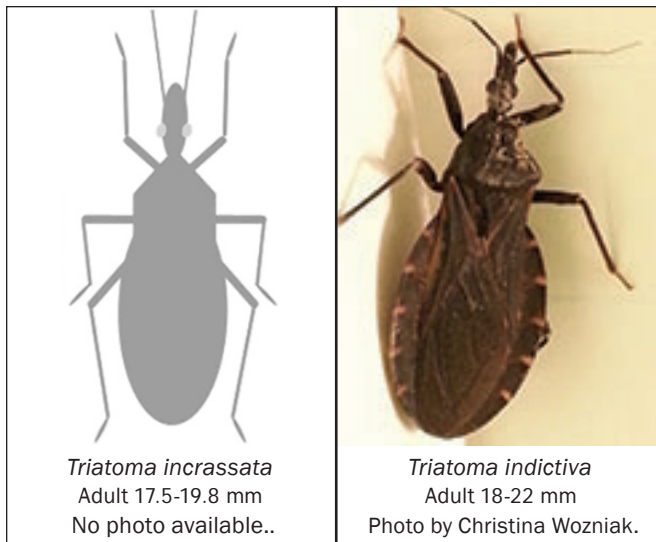 Triatoma incrassata
Adult 17.5-19.8 mm
No photo available..
Triatoma indictiva
Adult 18-22 mm
Photo by Christina Wozniak.